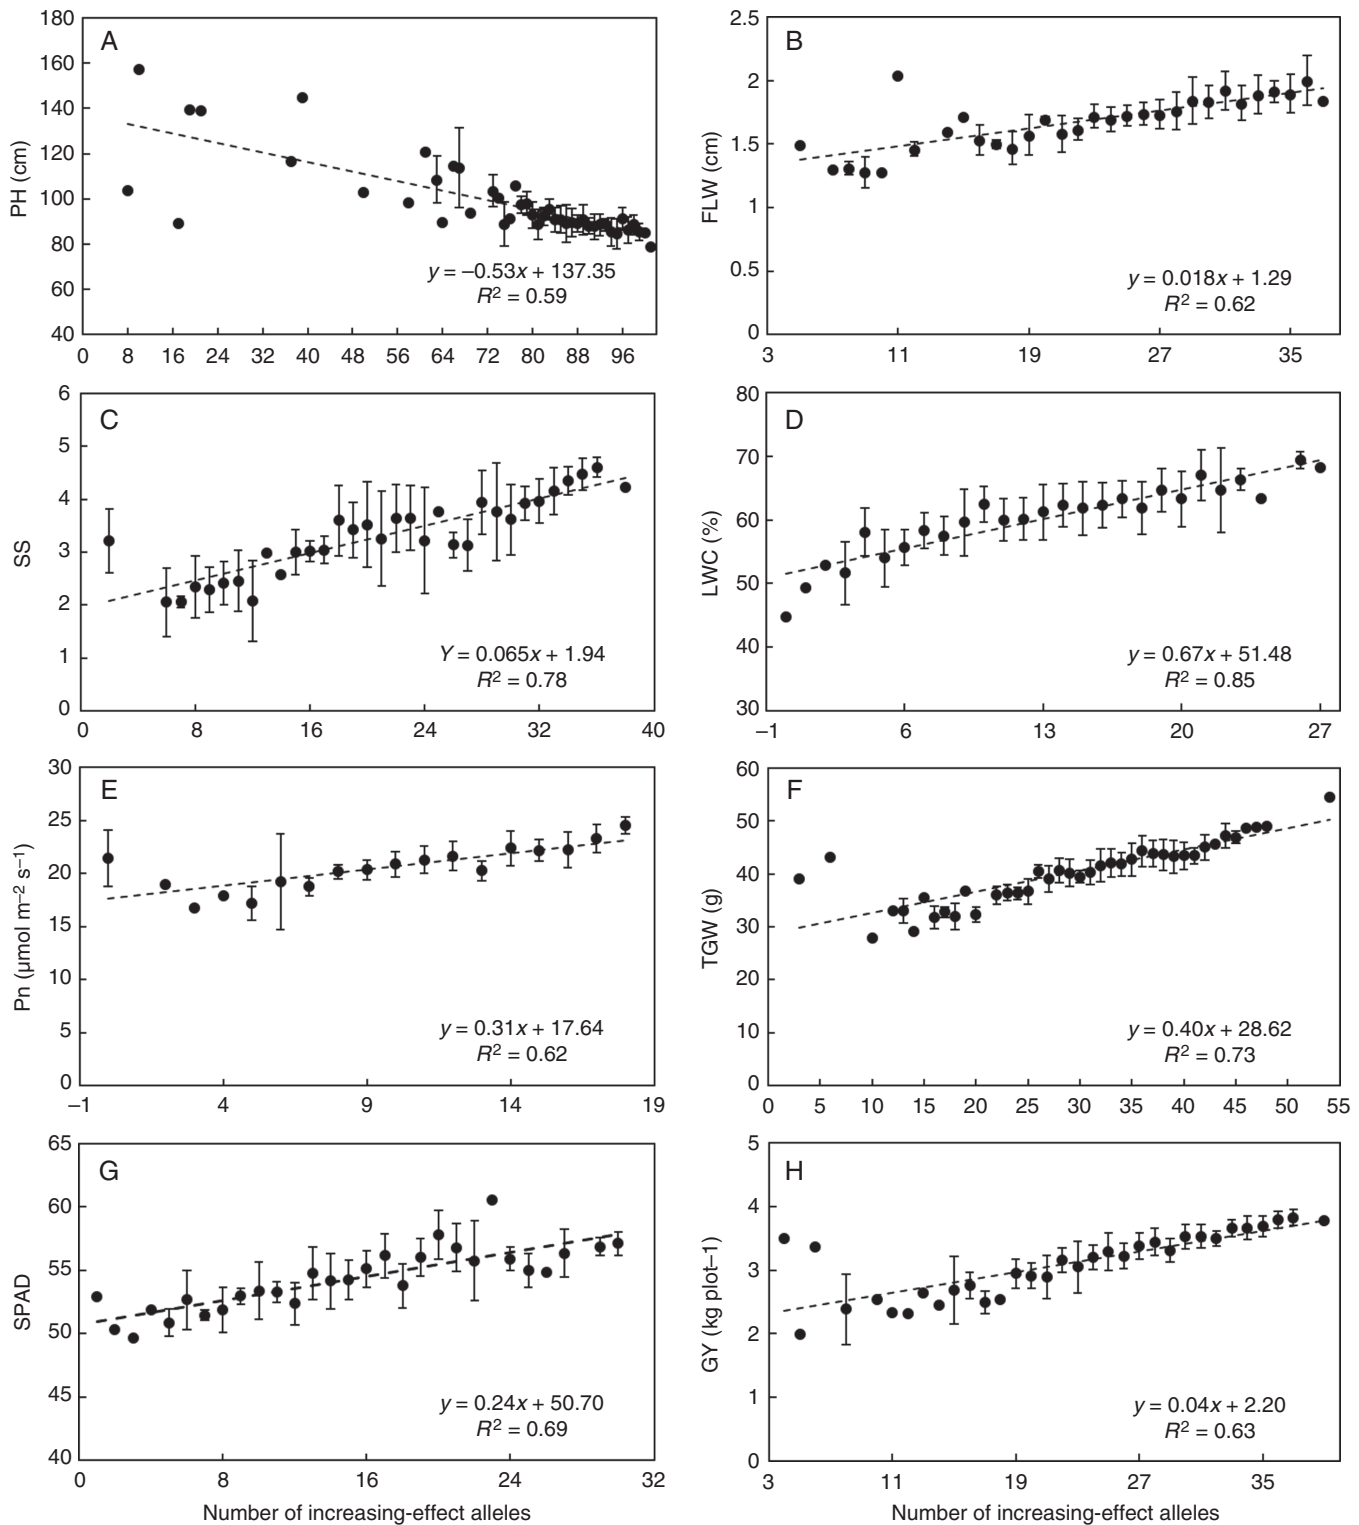 A
PH (cm)
180
160
140
120
100
80
60
40
y = –0.53x + 137.35
R2 = 0.59
0 8 16 24 32 40 48 56 64 72 80 88 96
B
FLW (cm)
2.5
2
1.5
1
0.5
0
y = 0.018x + 1.29
R2 = 0.62
3 11 19 27 35
C
SS
6
5
4
3
2
1
0
Y = 0.065x + 1.94
R2 = 0.78
0 8 16 24 32 40
D
LWC (%)
80
70
60
50
40
30
y = 0.67x + 51.48
R2 = 0.85
–1 6 13 20 27
E
Pn (µmol m–2 s–1)
30
25
20
15
10
5
0
y = 0.31x + 17.64
R2 = 0.62
–1 4 9 14 19
F
TGW (g)
60
50
40
30
20
10
0
y = 0.40x + 28.62
R2 = 0.73
0 5 10 15 20 25 30 35 40 45 50 55
G
SPAD
65
60
55
50
45
40
y = 0.24x + 50.70
R2 = 0.69
0 8 16 24 32
Number of increasing-effect alleles
H
GY (kg plot–1)
5
4
3
2
1
0
y = 0.04x + 2.20
R2 = 0.63
3 11 19 27 35
Number of increasing-effect alleles